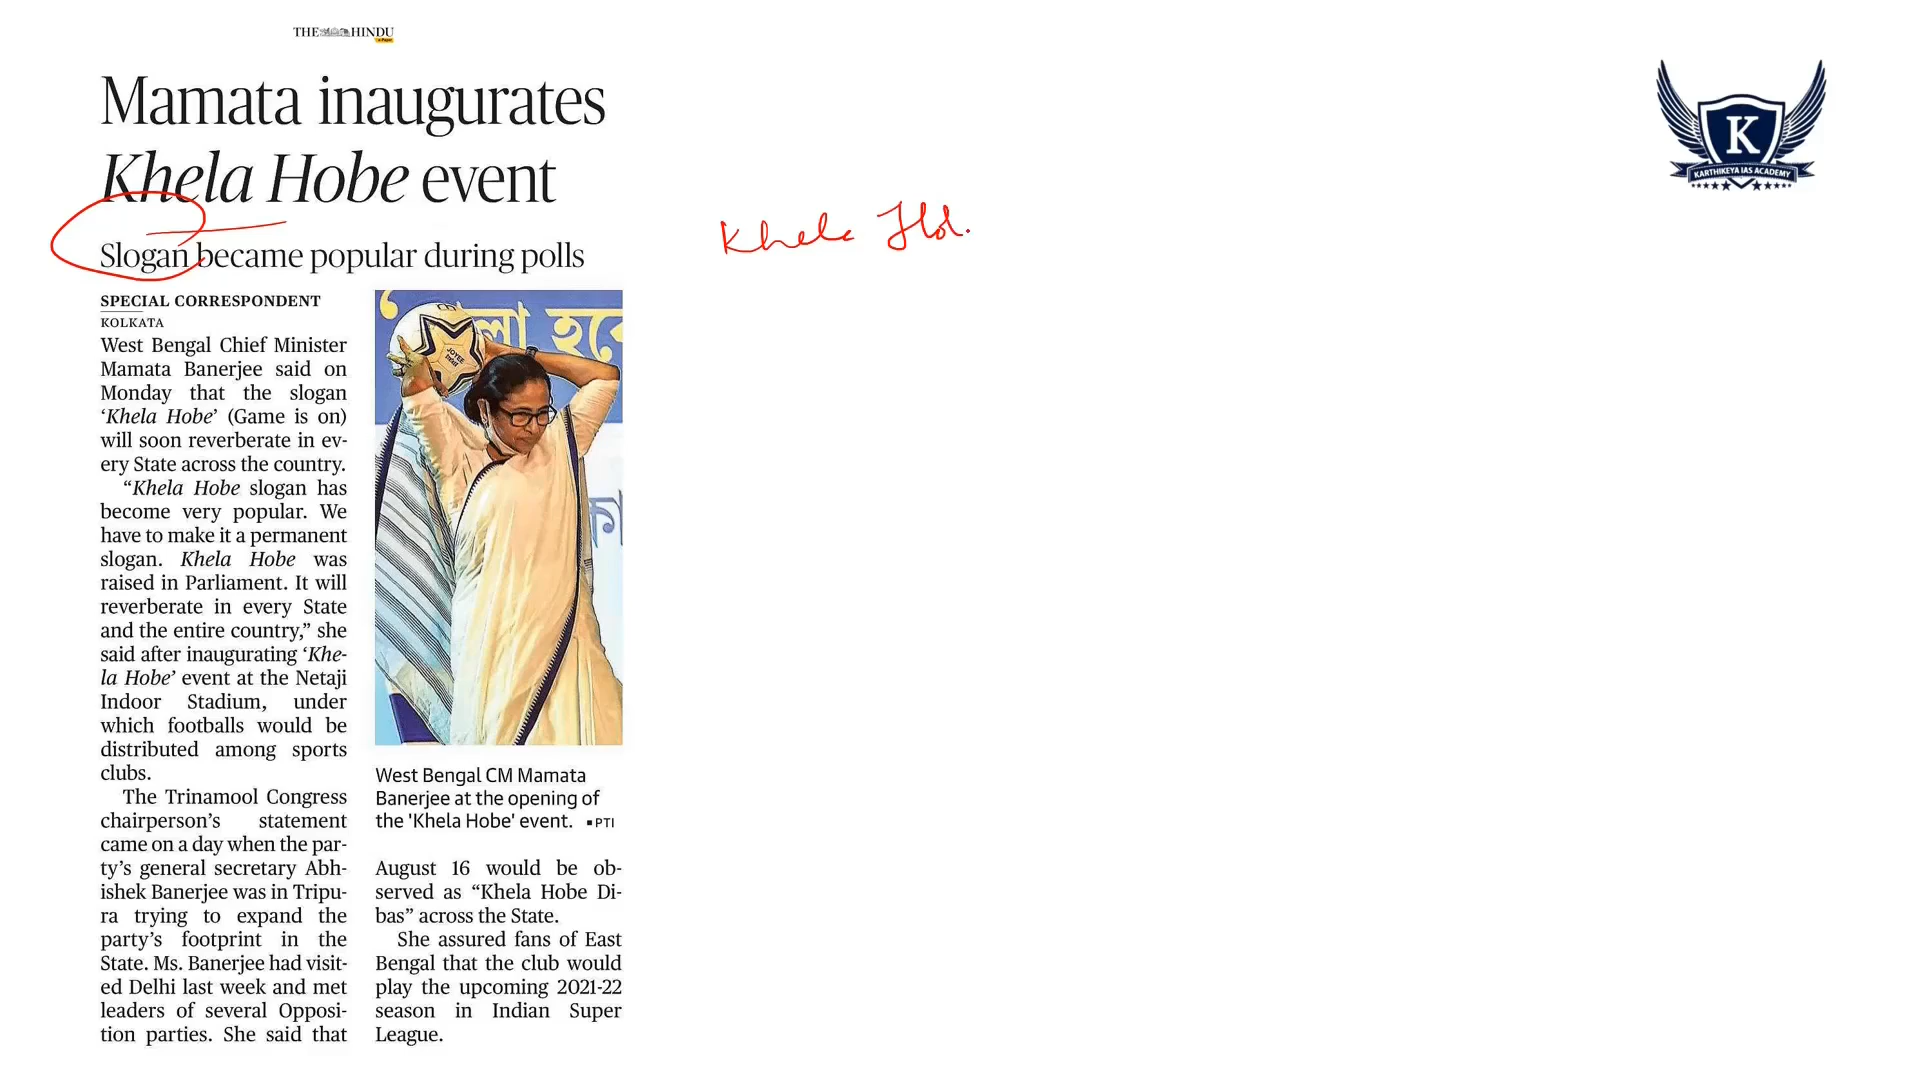 THE HINDU
e-Paper
Mamata inaugurates
Khela Hobe event
Slogan became popular during polls
SPECIAL CORRESPONDENT
KOLKATA
West Bengal Chief Minister
Mamata Banerjee said on
Monday that the slogan
‘Khela Hobe’ (Game is on)
will soon reverberate in ev-
ery State across the country.
“Khela Hobe slogan has
become very popular. We
have to make it a permanent
slogan. Khela Hobe was
raised in Parliament. It will
reverberate in every State
and the entire country,” she
said after inaugurating ‘Khe-
la Hobe’ event at the Netaji
Indoor Stadium, under
which footballs would be
distributed among sports
clubs.
The Trinamool Congress
chairperson’s statement
came on a day when the par-
ty’s general secretary Abh-
ishek Banerjee was in Tripu-
ra trying to expand the
party’s footprint in the
State. Ms. Banerjee had visit-
ed Delhi last week and met
leaders of several Opposi-
tion parties. She said that
‘ লা হবে
JOYEE
West Bengal CM Mamata
Banerjee at the opening of
the 'Khela Hobe' event. ■PTI
August 16 would be ob-
served as “Khela Hobe Di-
bas” across the State.
She assured fans of East
Bengal that the club would
play the upcoming 2021-22
season in Indian Super
League.
Khela
K
KARTHIKEYA IAS ACADEMY